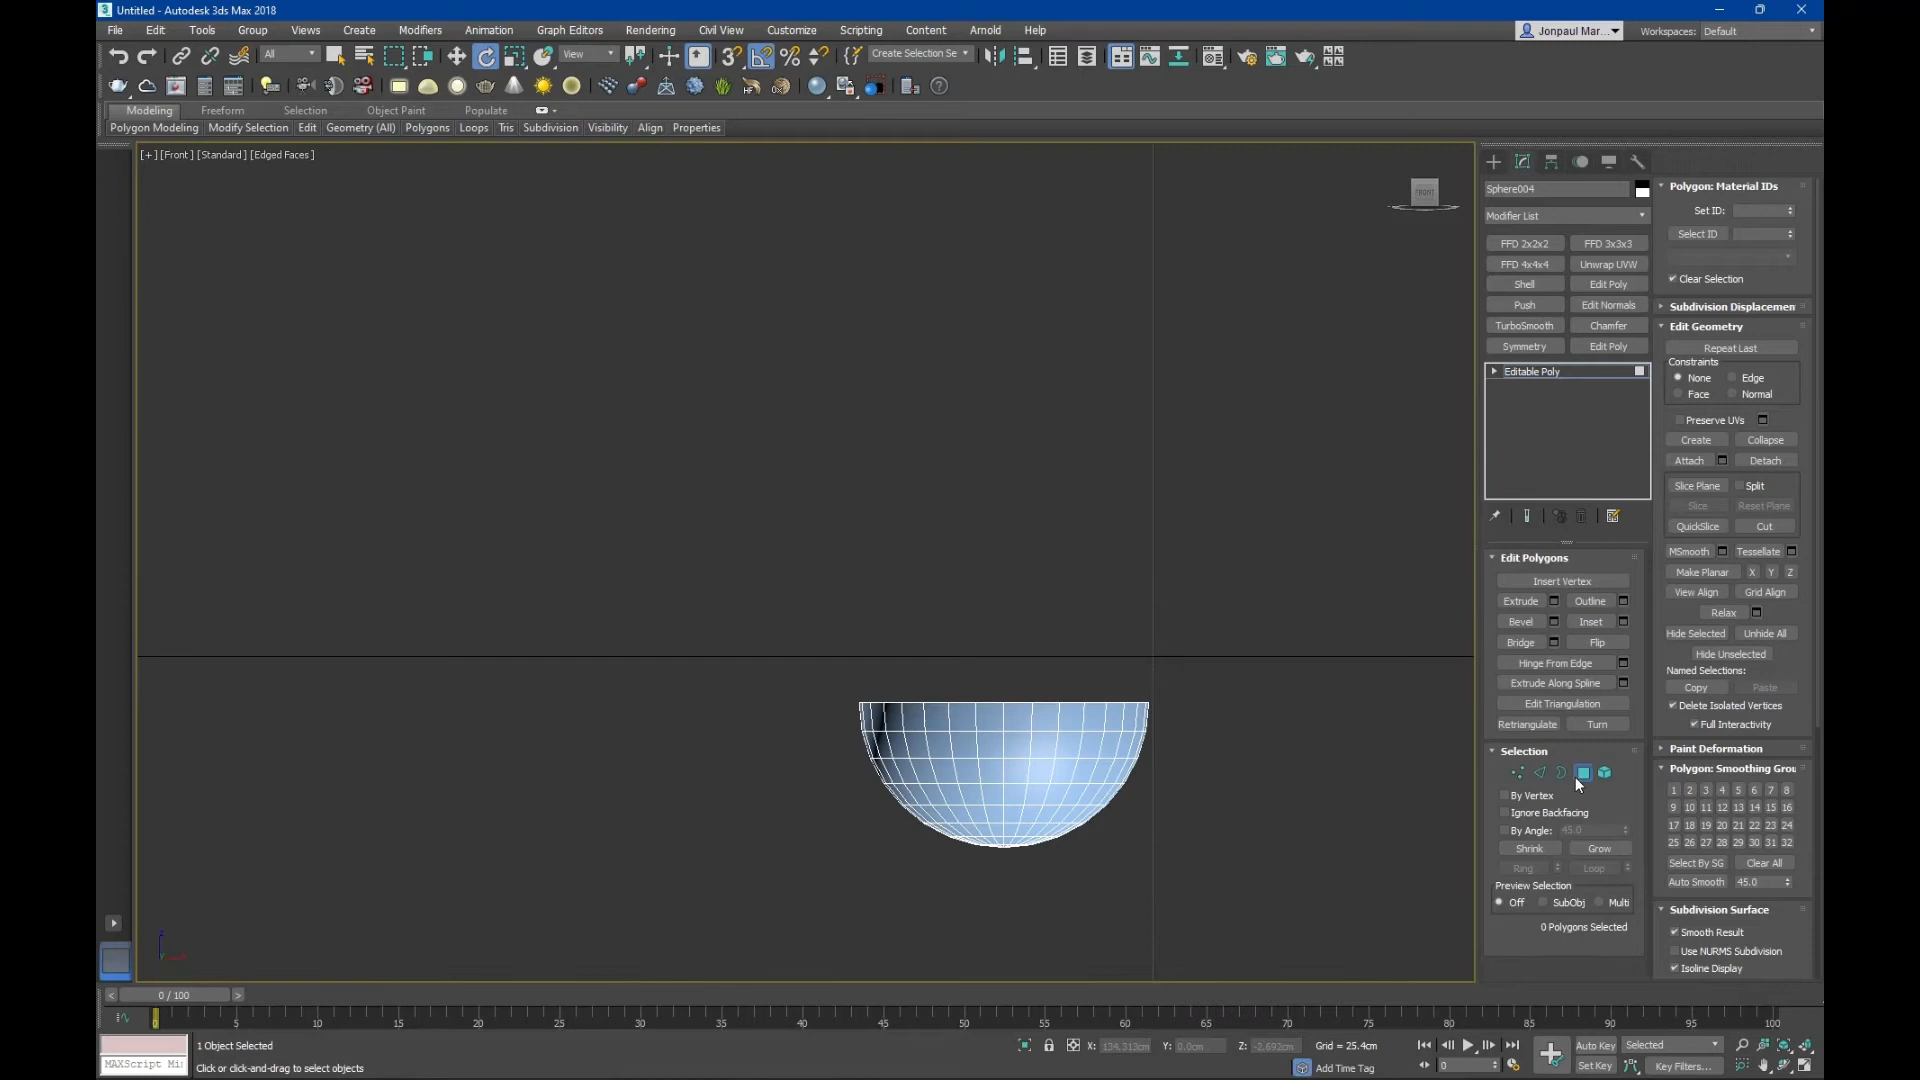 Untitled - Autodesk 3ds Max 2018
File Edit Tools Group Views Create Modifiers Animation Graph Editors Rendering Civil View Customize Scripting Content Arnold Help
Jonpaul Mar... Workspaces: Default
All View Create Selection Se
Modeling Freeform Selection Object Paint Populate
Polygon Modeling Modify Selection Edit Geometry (All) Polygons Loops Tris Subdivision Visibility Align Properties
[+] [Front] [Standard] [Edged Faces]
FRONT
Sphere004
Modifier List
FFD 2x2x2 FFD 3x3x3
FFD 4x4x4 Unwrap UVW
Shell Edit Poly
Push Edit Normals
TurboSmooth Chamfer
Symmetry Edit Poly
Editable Poly
Edit Polygons
Insert Vertex
Extrude Outline
Bevel Inset
Bridge Flip
Hinge From Edge
Extrude Along Spline
Edit Triangulation
Retriangulate Turn
Selection
By Vertex
Ignore Backfacing
By Angle: 45.0
Shrink Grow
Ring Loop
Preview Selection
Off SubObj Multi
0 Polygons Selected
Polygon: Material IDs
Set ID:
Select ID
Clear Selection
Subdivision Displacemen
Edit Geometry
Repeat Last
Constraints
None Edge
Face Normal
Preserve UVs
Create Collapse
Attach Detach
Slice Plane Split
Slice Reset Plane
QuickSlice Cut
MSmooth Tessellate
Make Planar X Y Z
View Align Grid Align
Relax
Hide Selected Unhide All
Hide Unselected
Named Selections:
Copy Paste
Delete Isolated Vertices
Full Interactivity
Paint Deformation
Polygon: Smoothing Grou
1 2 3 4 5 6 7 8
9 10 11 12 13 14 15 16
17 18 19 20 21 22 23 24
25 26 27 28 29 30 31 32
Select By SG Clear All
Auto Smooth 45.0
Subdivision Surface
Smooth Result
Use NURMS Subdivision
Isoline Display
0 / 100
0 5 10 15 20 25 30 35 40 45 50 55 60 65 70 75 80 85 90 95 100
1 Object Selected X: 134.313cm Y: 0.0cm Z: -2.692cm Grid = 25.4cm Auto Key Selected
MAXScript Mi Click or click-and-drag to select objects Add Time Tag 0 Set Key Key Filters...